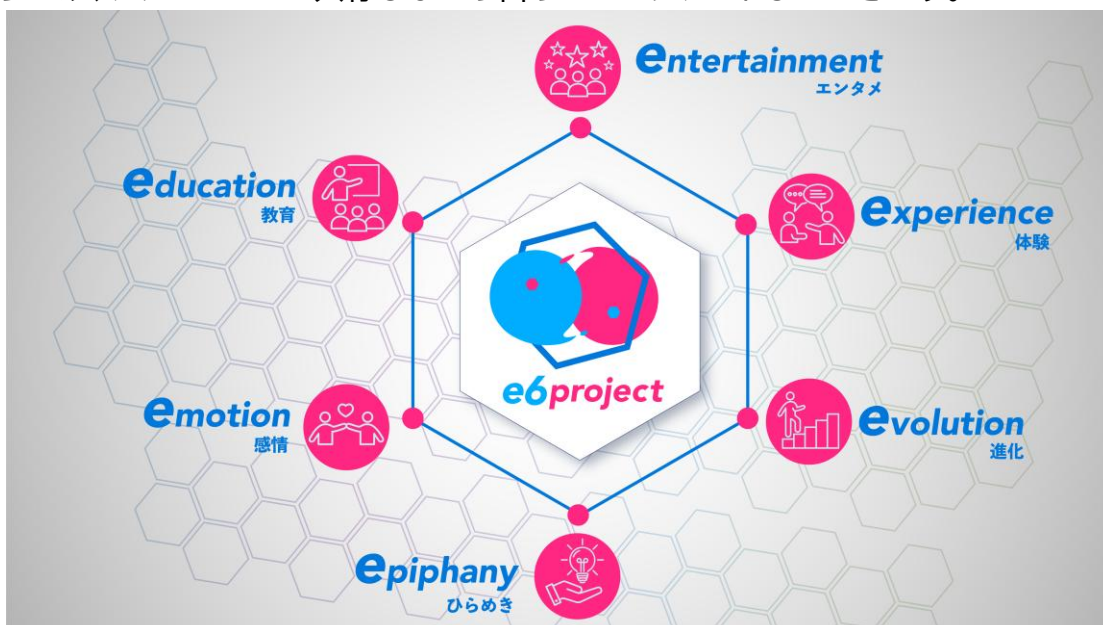 entertainment
エンタメ
education
教育
experience
体験
e6project
emotion
感情
evolution
進化
epiphany
ひらめき